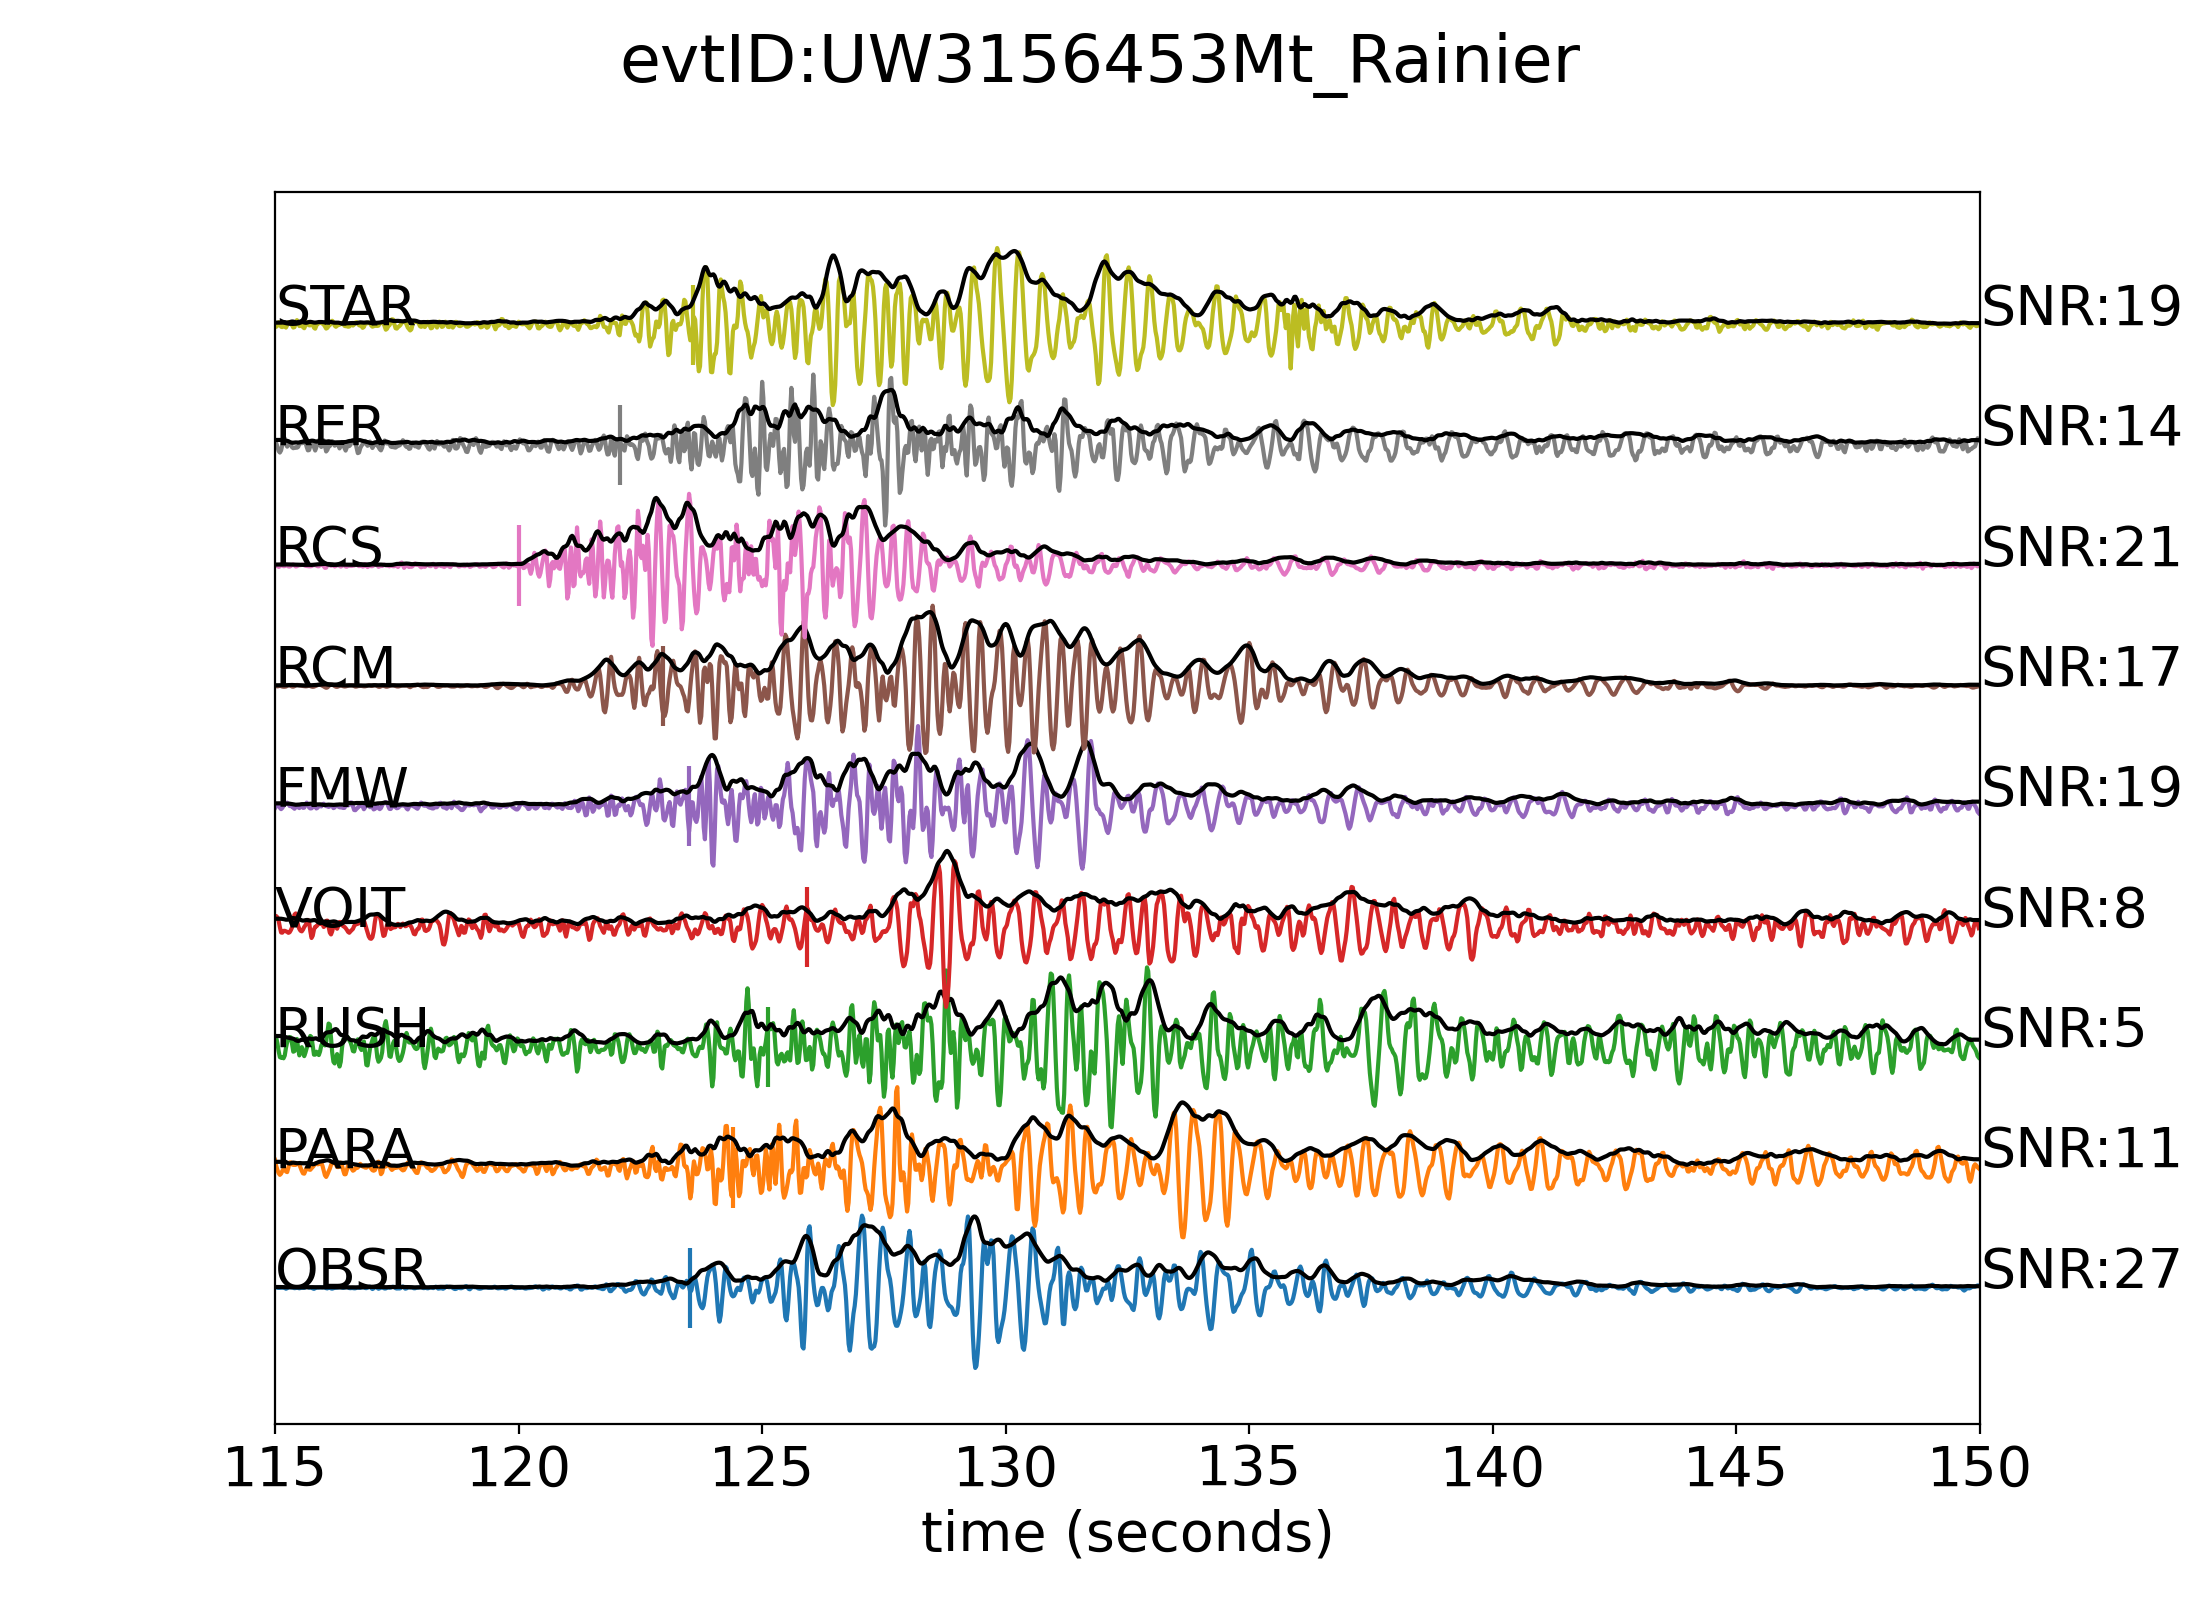 evtID:UW3156453Mt_Rainier
STAR SNR:19
RER SNR:14
RCS SNR:21
RCM SNR:17
FMW SNR:19
VOIT SNR:8
RUSH SNR:5
PARA SNR:11
OBSR SNR:27
115 120 125 130 135 140 145 150
time (seconds)